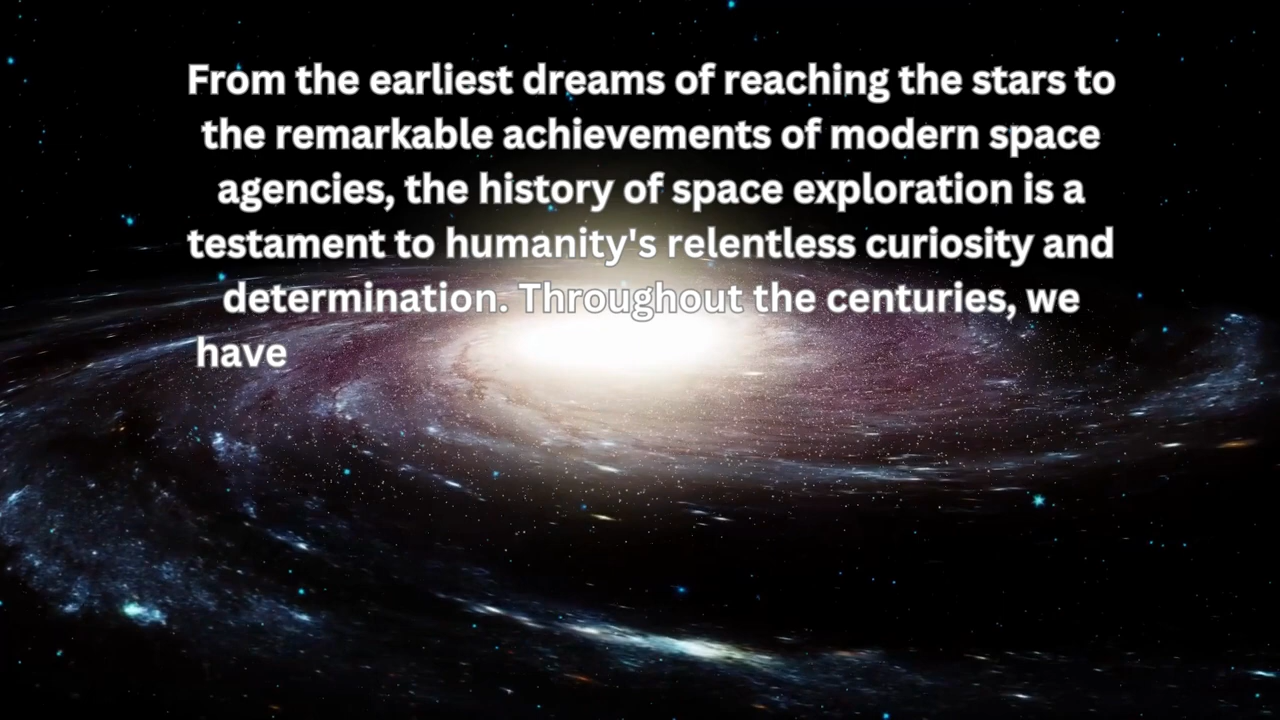 From the earliest dreams of reaching the stars to
the remarkable achievements of modern space
agencies, the history of space exploration is a
testament to humanity's relentless curiosity and
determination. Throughout the centuries, we
have